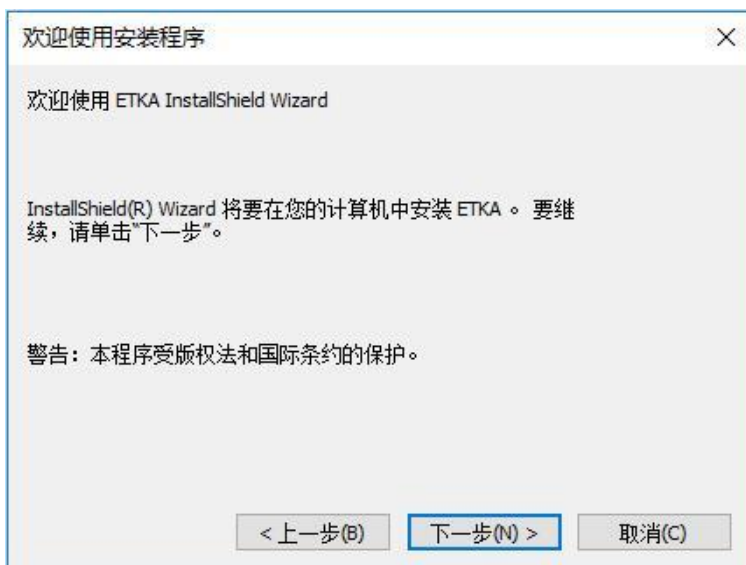 欢迎使用安装程序
欢迎使用 ETKA InstallShield Wizard
InstallShield(R) Wizard 将要在您的计算机中安装 ETKA 。 要继
续，请单击“下一步”。
警告：本程序受版权法和国际条约的保护。
< 上一步(B) 下一步(N) > 取消(C)